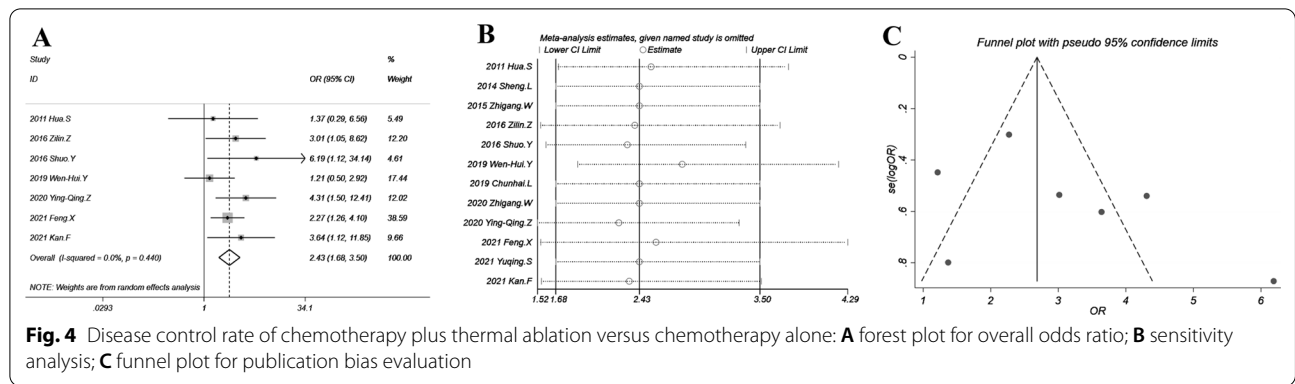 A
Study
%
ID
OR (95% CI)
Weight
2011 Hua.S
1.37 (0.29, 6.56)
5.49
2016 Zilin.Z
3.01 (1.05, 8.62)
12.20
2016 Shuo.Y
6.19 (1.12, 34.14)
4.61
2019 Wen-Hui.Y
1.21 (0.50, 2.92)
17.44
2020 Ying-Qing.Z
4.31 (1.50, 12.41)
12.02
2021 Feng.X
2.27 (1.26, 4.10)
38.59
2021 Kan.F
3.64 (1.12, 11.85)
9.66
Overall (I-squared = 0.0%, p = 0.440)
2.43 (1.68, 3.50)
100.00
NOTE: Weights are from random effects analysis
.0293
1
34.1
B
Meta-analysis estimates, given named study is omitted
Lower CI Limit
Estimate
Upper CI Limit
2011 Hua.S
2014 Sheng.L
2015 Zhigang.W
2016 Zilin.Z
2016 Shuo.Y
2019 Wen-Hui.Y
2019 Chunhai.L
2020 Zhigang.W
2020 Ying-Qing.Z
2021 Feng.X
2021 Yuqing.S
2021 Kan.F
1.52 1.68
2.43
3.50
4.29
C
Funnel plot with pseudo 95% confidence limits
se(logOR)
0
.2
.4
.6
.8
1
2
3
4
5
6
OR
Fig. 4 Disease control rate of chemotherapy plus thermal ablation versus chemotherapy alone: A forest plot for overall odds ratio; B sensitivity
analysis; C funnel plot for publication bias evaluation